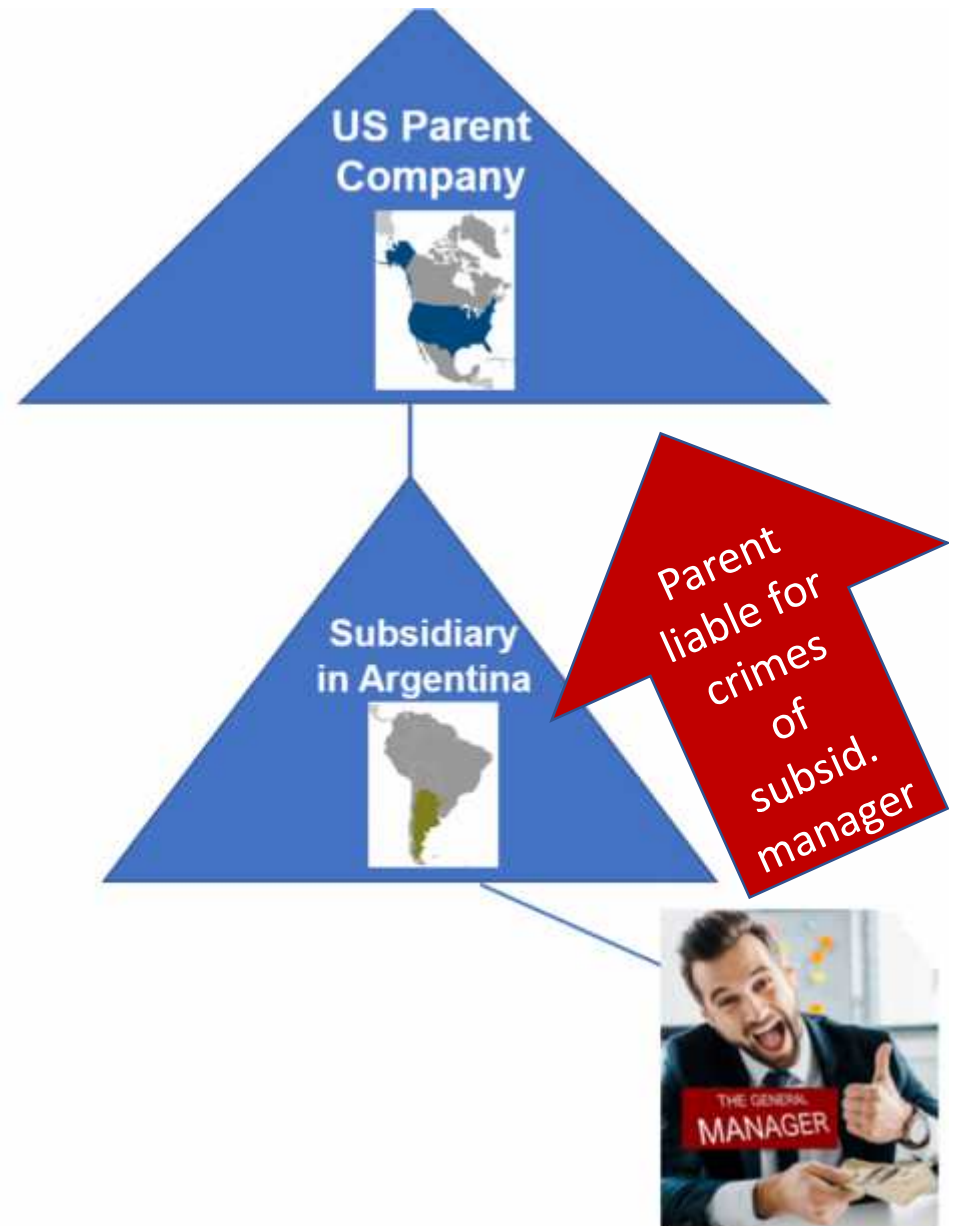 US Parent
Company
Subsidiary
in Argentina
Parent
liable for
crimes
of
subsid.
manager
THE GENERAL
MANAGER